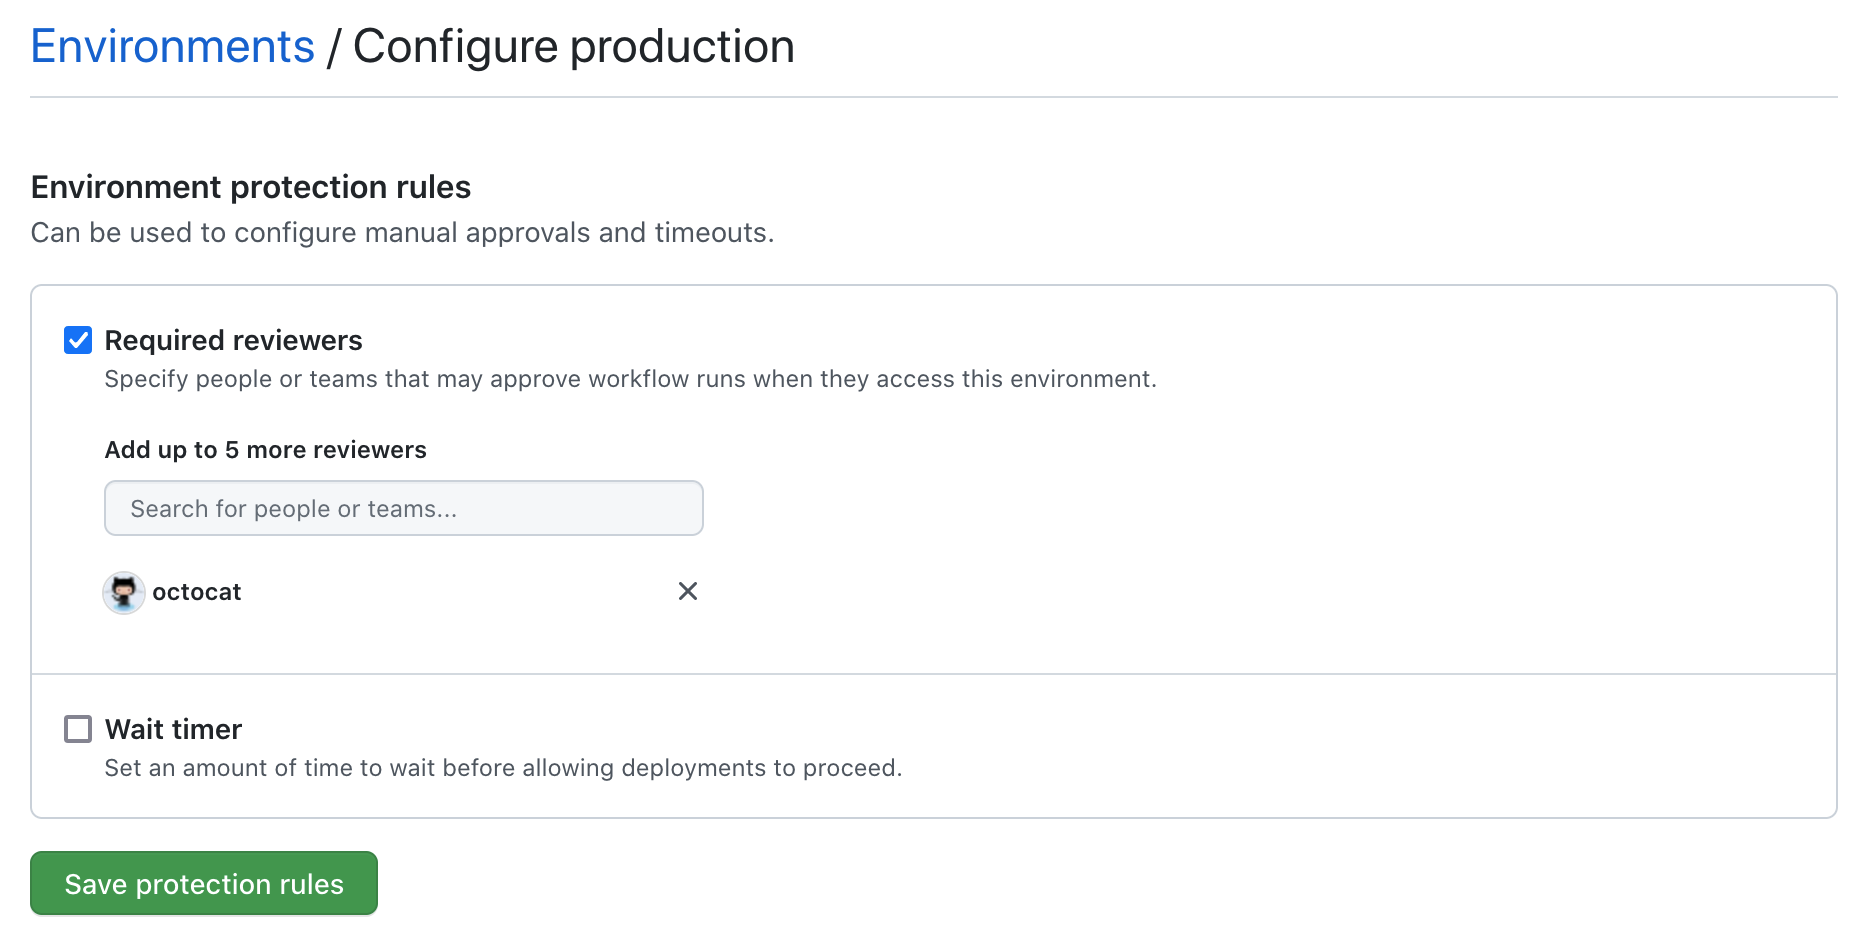 Environments / Configure production
Environment protection rules
Can be used to configure manual approvals and timeouts.
Required reviewers
Specify people or teams that may approve workflow runs when they access this environment.
Add up to 5 more reviewers
Search for people or teams...
octocat
Wait timer
Set an amount of time to wait before allowing deployments to proceed.
Save protection rules